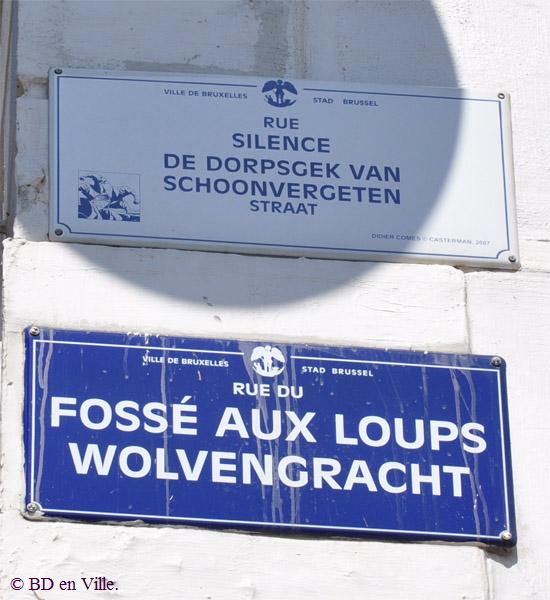 VILLE DE BRUXELLES STAD BRUSSEL
RUE
SILENCE
DE DORPSGEK VAN
SCHOONVERGETEN
STRAAT
DIDIER COMES © CASTERMAN, 2007
VILLE DE BRUXELLES STAD BRUSSEL
RUE DU
FOSSÉ AUX LOUPS
WOLVENGRACHT
© BD en Ville.